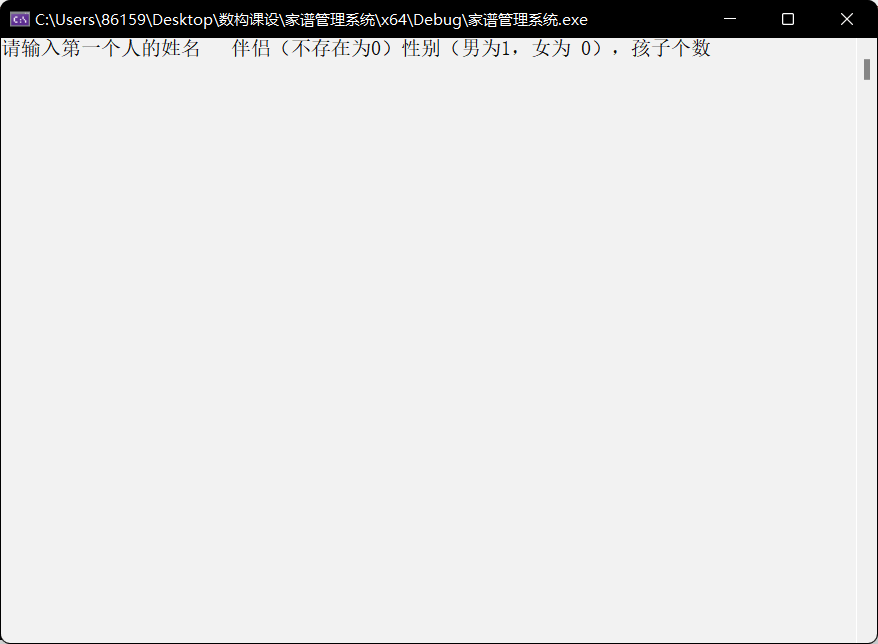 C:\Users\86159\Desktop\数构课设\家谱管理系统\x64\Debug\家谱管理系统.exe
请输入第一个人的姓名   伴侣（不存在为0）性别（男为1，女为 0），孩子个数